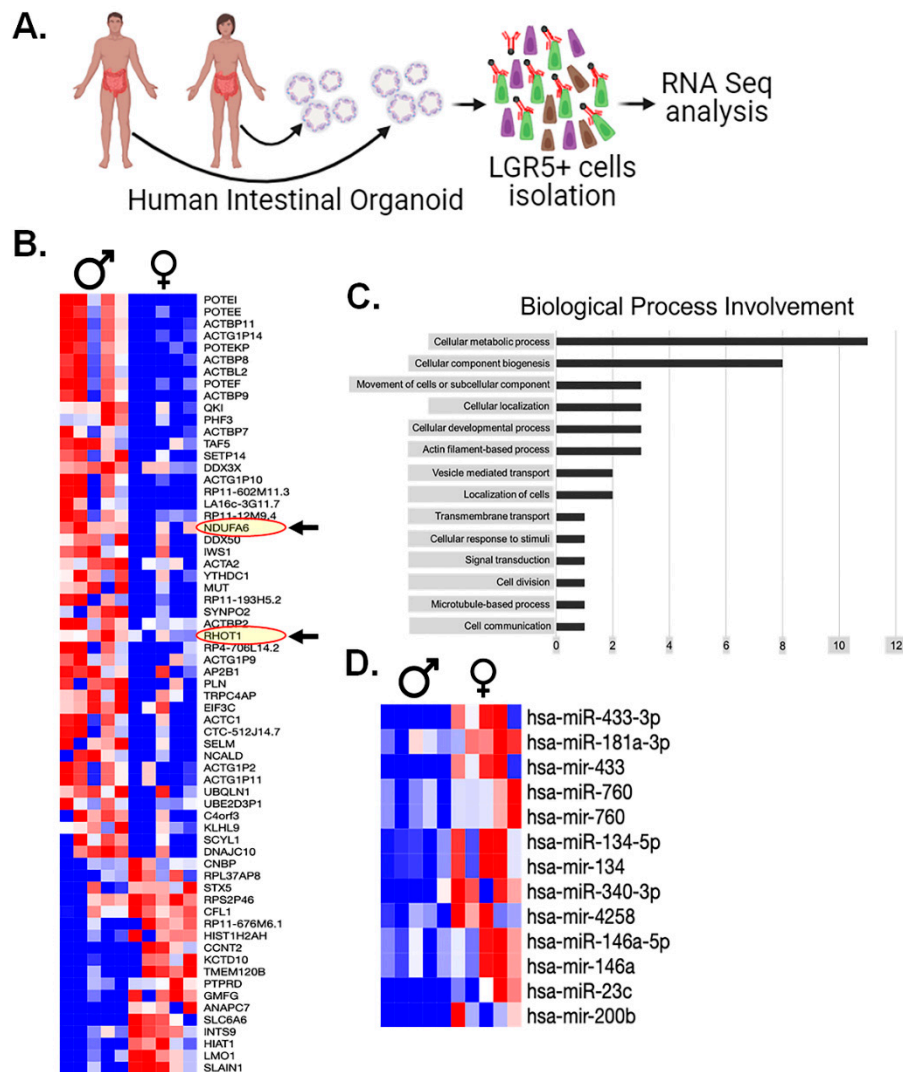 A.
Human Intestinal Organoid
LGR5+ cells
isolation
RNA Seq
analysis
B.
♂ ♀
POTEI
POTEE
ACTBP11
ACTG1P14
POTEKP
ACTBP8
ACTBL2
POTEF
ACTBP9
QKI
PHF3
ACTBP7
TAF5
SETP14
DDX3X
ACTG1P10
RP11-602M11.3
LA16c-3G11.7
RP11-12M9.4
NDUFA6
DDX50
IWS1
ACTA2
YTHDC1
MUT
RP11-193H5.2
SYNPO2
ACTBP2
RHOT1
RP4-706L14.2
ACTG1P9
AP2B1
PLN
TRPC4AP
EIF3C
ACTC1
CTC-512J14.7
SELM
NCALD
ACTG1P2
ACTG1P11
UBQLN1
UBE2D3P1
C4orf3
KLHL9
SCYL1
DNAJC10
CNBP
RPL37AP8
STX5
RPS2P46
CFL1
RP11-676M6.1
HIST1H2AH
CCNT2
KCTD10
TMEM120B
PTPRD
GMFG
ANAPC7
SLC6A6
INTS9
HIAT1
LMO1
SLAIN1
C.
Biological Process Involvement
Cellular metabolic process
Cellular component biogenesis
Movement of cells or subcellular component
Cellular localization
Cellular developmental process
Actin filament-based process
Vesicle mediated transport
Localization of cells
Transmembrane transport
Cellular response to stimuli
Signal transduction
Cell division
Microtubule-based process
Cell communication
0 2 4 6 8 10 12
D.
♂ ♀
hsa-miR-433-3p
hsa-miR-181a-3p
hsa-mir-433
hsa-miR-760
hsa-mir-760
hsa-miR-134-5p
hsa-mir-134
hsa-miR-340-3p
hsa-mir-4258
hsa-miR-146a-5p
hsa-mir-146a
hsa-miR-23c
hsa-mir-200b